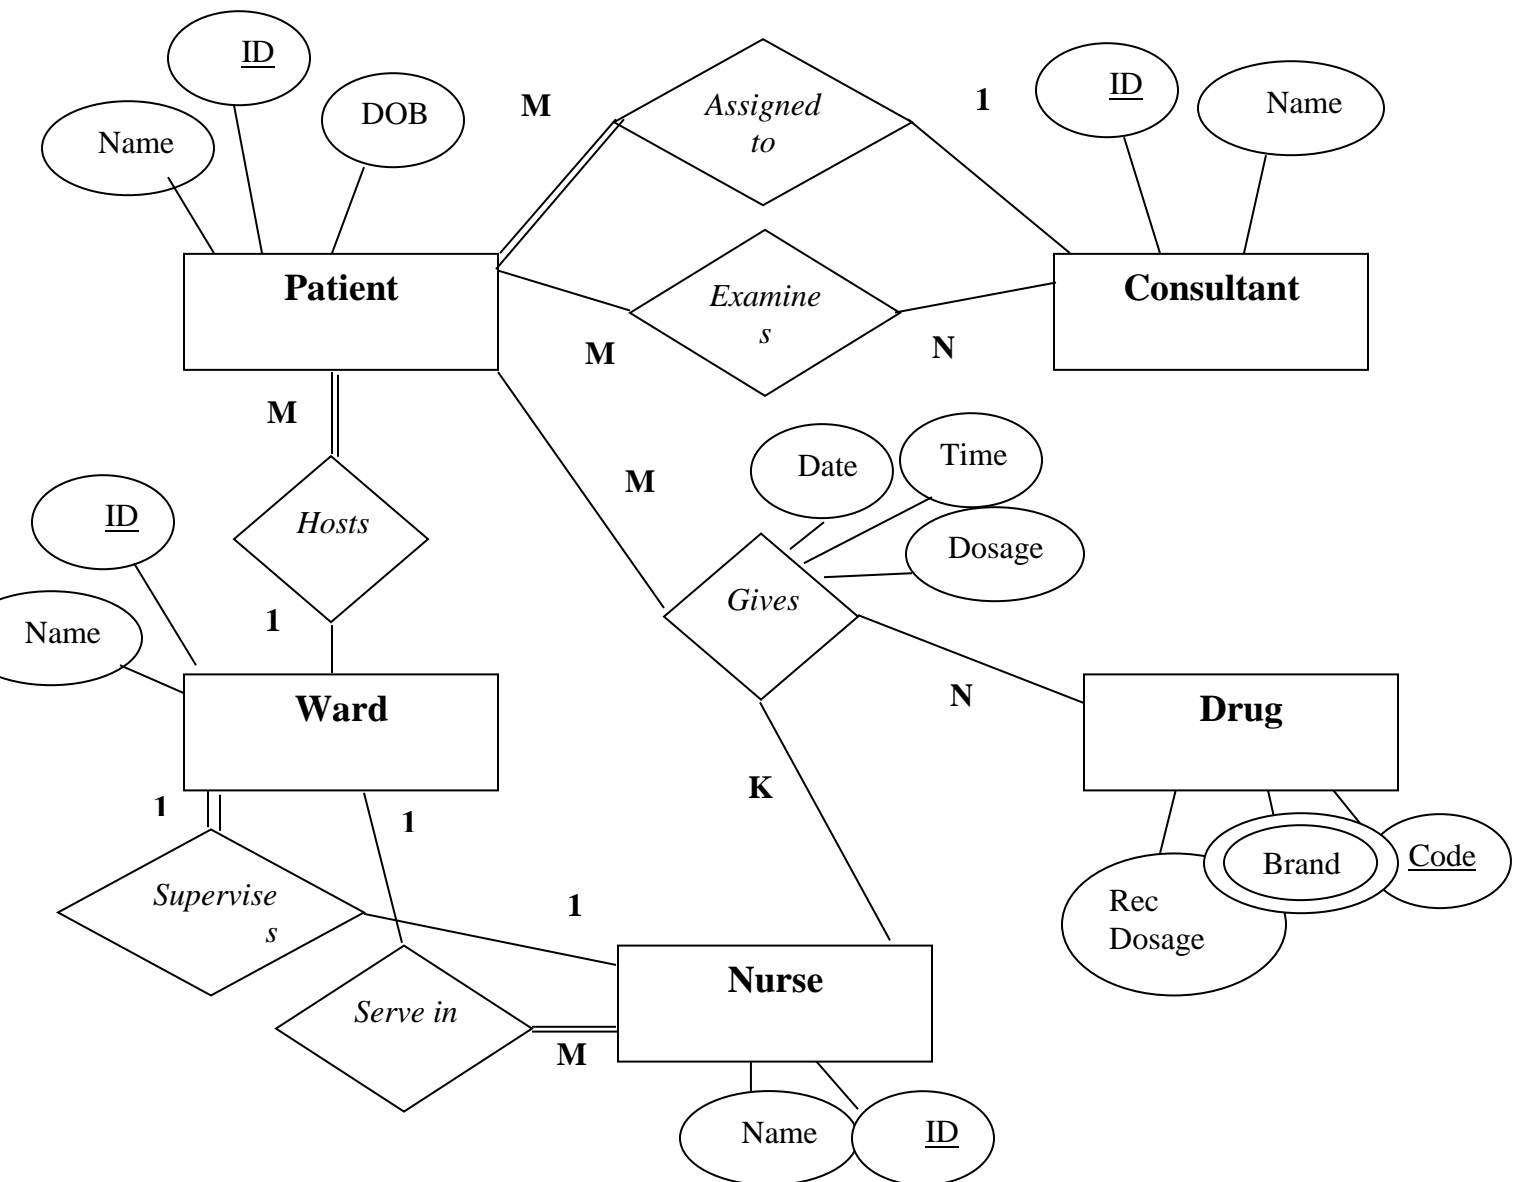 ID
DOB
Name
M
Assigned
to
1
ID
Name
Patient
Examine
s
Consultant
M
N
M
Hosts
1
M
Date
Time
Dosage
Gives
ID
Name
Ward
N
Drug
K
1
1
Supervise
s
1
Serve in
M
Nurse
Rec
Dosage
Brand
Code
Name
ID